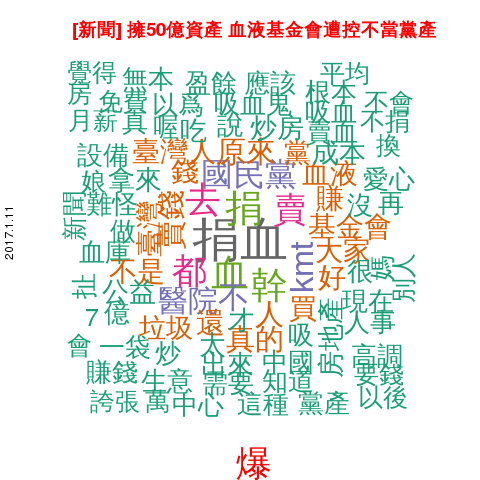 [新聞] 擁50億資產 血液基金會遭控不當黨產
覺得 無本 盈餘 應該 平均
房 免費 以爲 吸血鬼 吸血 根本 不會
月薪 真 喔 吃 說 炒房 賣血 不捐
設備 臺灣人 原來 黨 成本 換
娘 拿來 錢 國民黨 血液 愛心
新聞 難怪 臺灣 買錢 去 捐 賣 賺 沒 再
做 捐血 基金會
血庫 不是 都 血 幹 kmt 大家 好 很 嗎 別人
扯 公益 醫院 不 現在
7 億 垃圾 還 才 人 買 房地產 人事
會 一袋 炒 太 真的 吸
賺錢 出來 中國 高調
生意 需要 知道 要錢
誇張 萬 中心 這種 黨產 以後
爆
2017.1.11